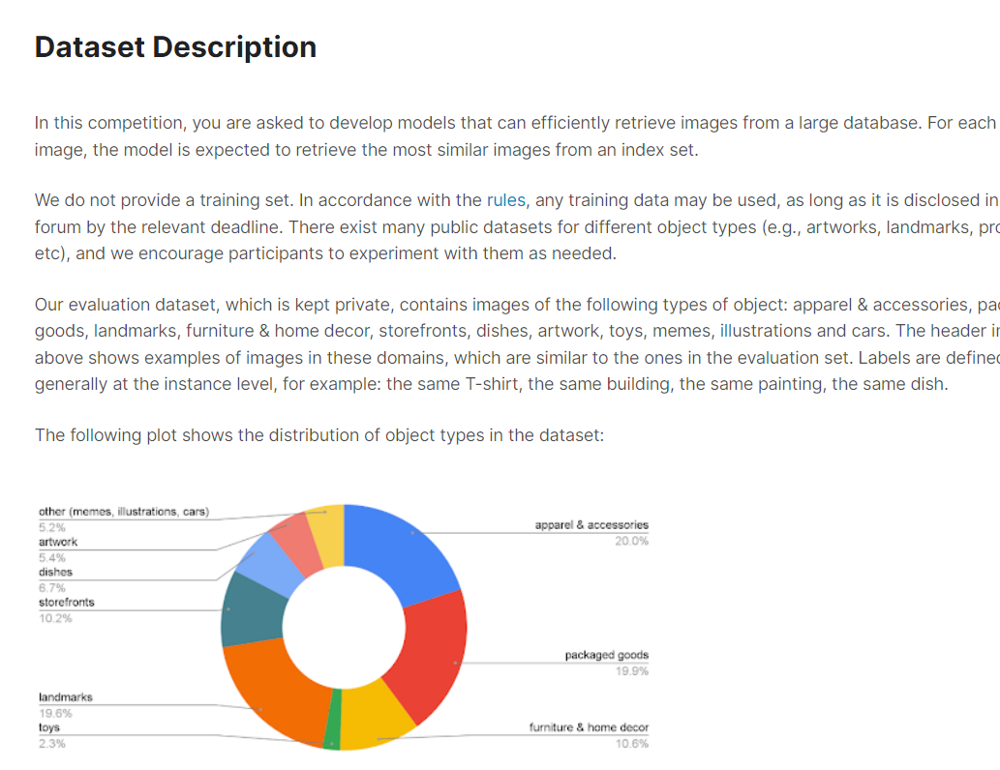 Dataset Description
In this competition, you are asked to develop models that can efficiently retrieve images from a large database. For each
image, the model is expected to retrieve the most similar images from an index set.
We do not provide a training set. In accordance with the rules, any training data may be used, as long as it is disclosed in
forum by the relevant deadline. There exist many public datasets for different object types (e.g., artworks, landmarks,
etc), and we encourage participants to experiment with them as needed.
Our evaluation dataset, which is kept private, contains images of the following types of object: apparel & accessories,
goods, landmarks, furniture & home decor, storefronts, dishes, artwork, toys, memes, illustrations and cars. The header
above shows examples of images in these domains, which are similar to the ones in the evaluation set. Labels are
generally at the instance level, for example: the same T-shirt, the same building, the same painting, the same dish.
The following plot shows the distribution of object types in the dataset:
other (memes, illustrations, cars)
5.2%
artwork
5.4%
dishes
6.7%
storefronts
10.2%
landmarks
19.6%
toys
2.3%
apparel & accessories
20.0%
packaged goods
19.9%
furniture & home decor
10.6%